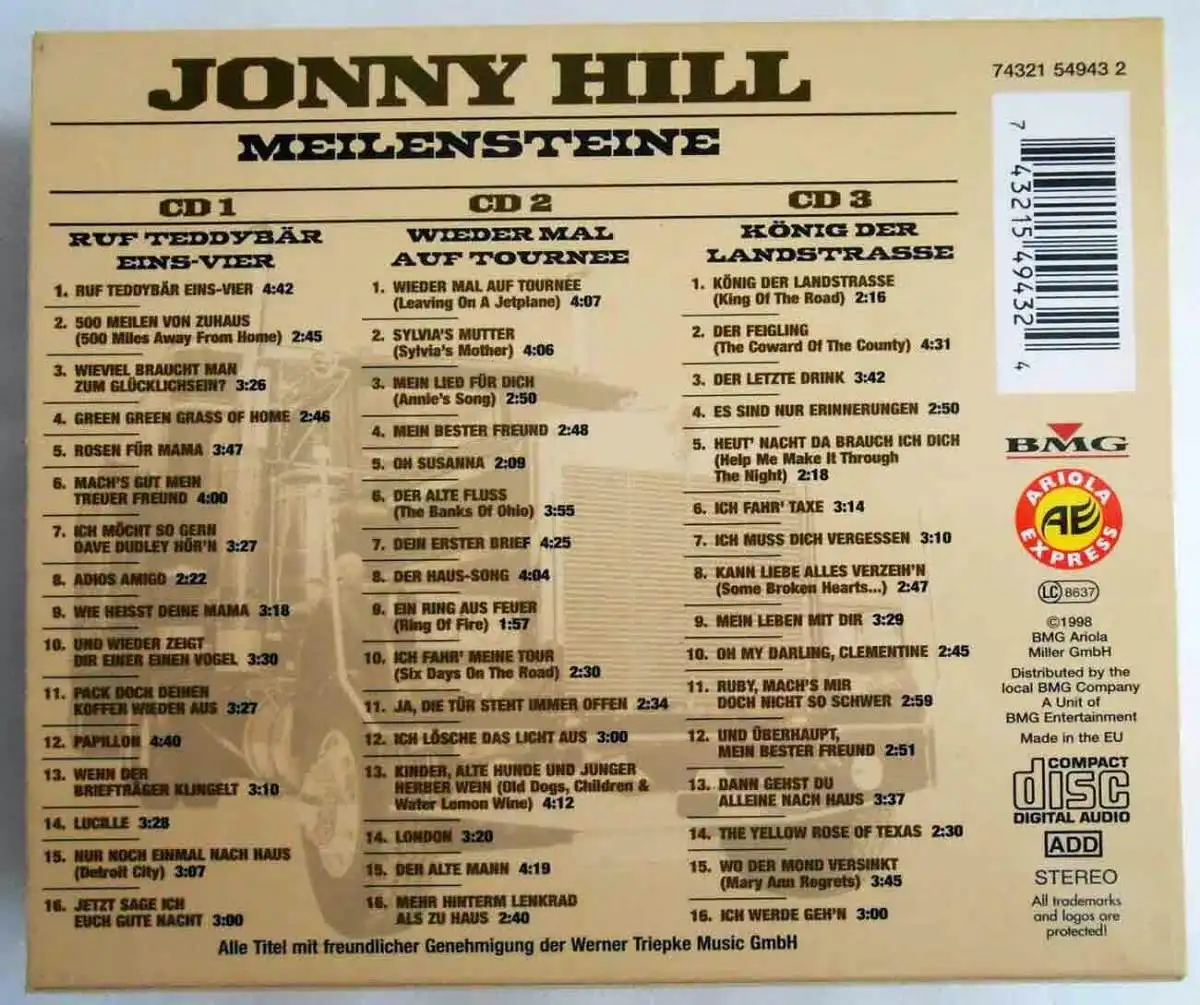 JONNY HILL
MEILENSTEINE
CD 1
RUF TEDDYBÄR
EINS-VIER
1. RUF TEDDYBÄR EINS-VIER 4:42
2. 500 MEILEN VON ZUHAUS
(500 Miles Away From Home) 2:45
3. WIEVIEL BRAUCHT MAN
ZUM GLÜCKLICHSEIN? 3:26
4. GREEN GREEN GRASS OF HOME 2:46
5. ROSEN FÜR MAMA 3:47
6. MACH'S GUT MEIN
TREUER FREUND 4:00
7. ICH MÖCHT SO GERN
DAVE DUDLEY HÖR'N 3:27
8. ADIOS AMIGO 2:22
9. WIE HEISST DEINE MAMA 3:18
10. UND WIEDER ZEIGT
DIR EINER EINEN VOGEL 3:30
11. PACK DOCH DEINEN
KOFFER WIEDER AUS 3:27
12. PAPILLON 4:40
13. WENN DER
BRIEFTRÄGER KLINGELT 3:10
14. LUCILLE 3:28
15. NUR NOCH EINMAL NACH HAUS
(Detroit City) 3:07
16. JETZT SAGE ICH
EUCH GUTE NACHT 3:00
CD 2
WIEDER MAL
AUF TOURNEE
1. WIEDER MAL AUF TOURNÉE
(Leaving On A Jetplane) 4:07
2. SYLVIA'S MUTTER
(Sylvia's Mother) 4:06
3. MEIN LIED FÜR DICH
(Annie's Song) 2:50
4. MEIN BESTER FREUND 2:48
5. OH SUSANNA 2:09
6. DER ALTE FLUSS
(The Banks Of Ohio) 3:55
7. DEIN ERSTER BRIEF 4:25
8. DER HAUS-SONG 4:04
9. EIN RING AUS FEUER
(Ring Of Fire) 1:57
10. ICH FAHR' MEINE TOUR
(Six Days On The Road) 2:30
11. JA, DIE TÜR STEHT IMMER OFFEN 2:34
12. ICH LÖSCHE DAS LICHT AUS 3:00
13. KINDER, ALTE HUNDE UND JUNGER
HERBER WEIN (Old Dogs, Children &
Water Lemon Wine) 4:12
14. LONDON 3:20
15. DER ALTE MANN 4:19
16. MEHR HINTERM LENKRAD
ALS ZU HAUS 2:40
CD 3
KÖNIG DER
LANDSTRASSE
1. KÖNIG DER LANDSTRASSE
(King Of The Road) 2:16
2. DER FEIGLING
(The Coward Of The County) 4:31
3. DER LETZTE DRINK 3:42
4. ES SIND NUR ERINNERUNGEN 2:50
5. HEUT' NACHT DA BRAUCH ICH DICH
(Help Me Make It Through
The Night) 2:18
6. ICH FAHR' TAXE 3:14
7. ICH MUSS DICH VERGESSEN 3:10
8. KANN LIEBE ALLES VERZEIH'N
(Some Broken Hearts...) 2:47
9. MEIN LEBEN MIT DIR 3:29
10. OH MY DARLING, CLEMENTINE 2:45
11. RUBY, MACH'S MIR
DOCH NICHT SO SCHWER 2:59
12. UND ÜBERHAUPT,
MEIN BESTER FREUND 2:51
13. DANN GEHST DU
ALLEINE NACH HAUS 3:37
14. THE YELLOW ROSE OF TEXAS 2:30
15. WO DER MOND VERSINKT
(Mary Ann Regrets) 3:45
16. ICH WERDE GEH'N 3:00
Alle Titel mit freundlicher Genehmigung der Werner Triepke Music GmbH
74321 54943 2
7 43215 49432 4
BMG
ARIOLA
AE
EXPRESS
LC 8637
©1998
BMG Ariola
Miller GmbH
Distributed by the
local BMG Company
A Unit of
BMG Entertainment
Made in the EU
COMPACT
disc
DIGITAL AUDIO
ADD
STEREO
All trademarks
and logos are
protected!